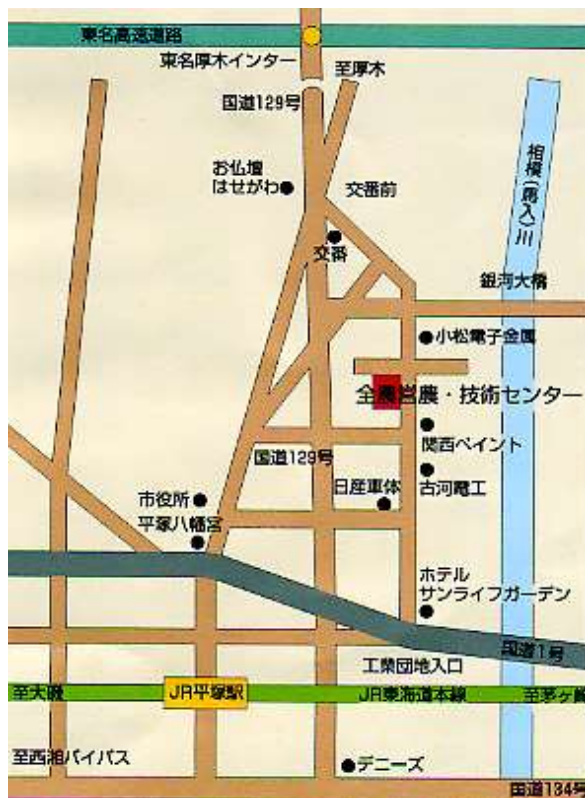 東名高速道路
東名厚木インター
至厚木
国道129号
お仏壇
はせがわ
交番前
相模(馬入)川
交番
銀河大橋
小松電子金属
全農営農・技術センター
関西ペイント
国道129号
日産車体
古河電工
市役所
平塚八幡宮
ホテル
サンライフガーデン
国道1号
工業団地入口
至大磯
JR平塚駅
JR東海道本線
至茅ヶ
至西湘バイパス
デニーズ
国道134号